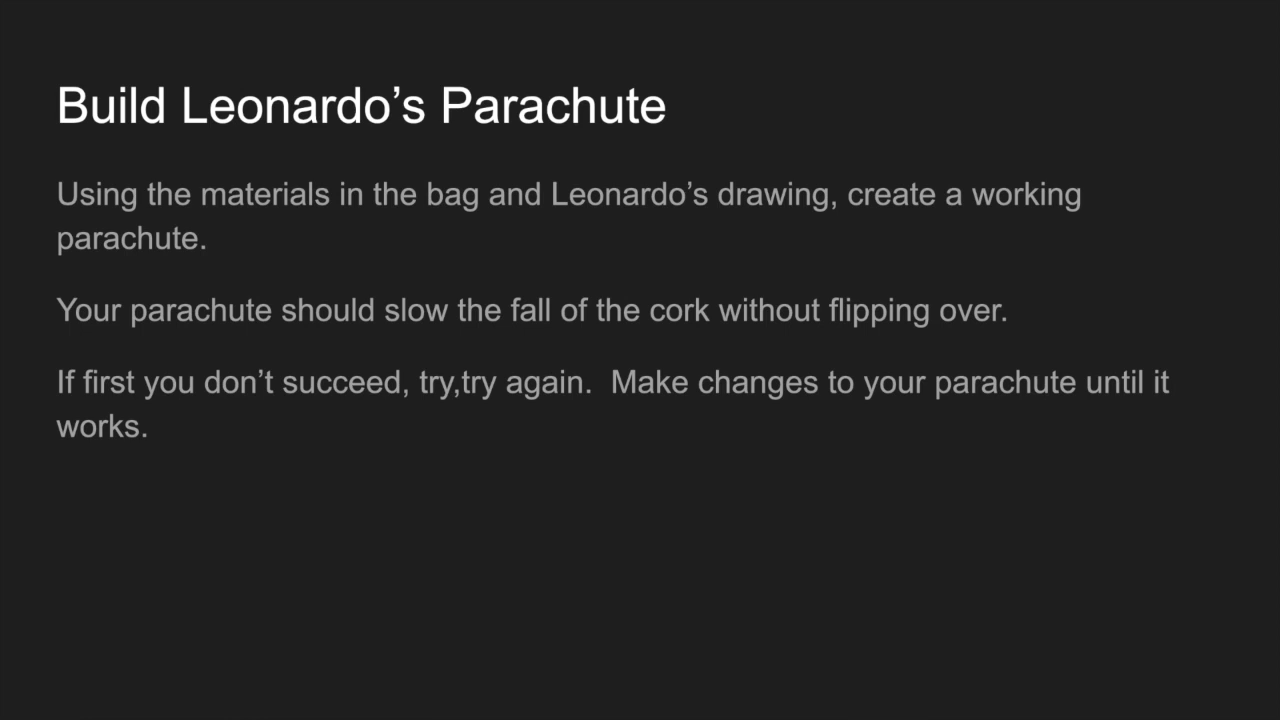 Build Leonardo’s Parachute
Using the materials in the bag and Leonardo’s drawing, create a working
parachute.
Your parachute should slow the fall of the cork without flipping over.
If first you don’t succeed, try,try again.  Make changes to your parachute until it
works.